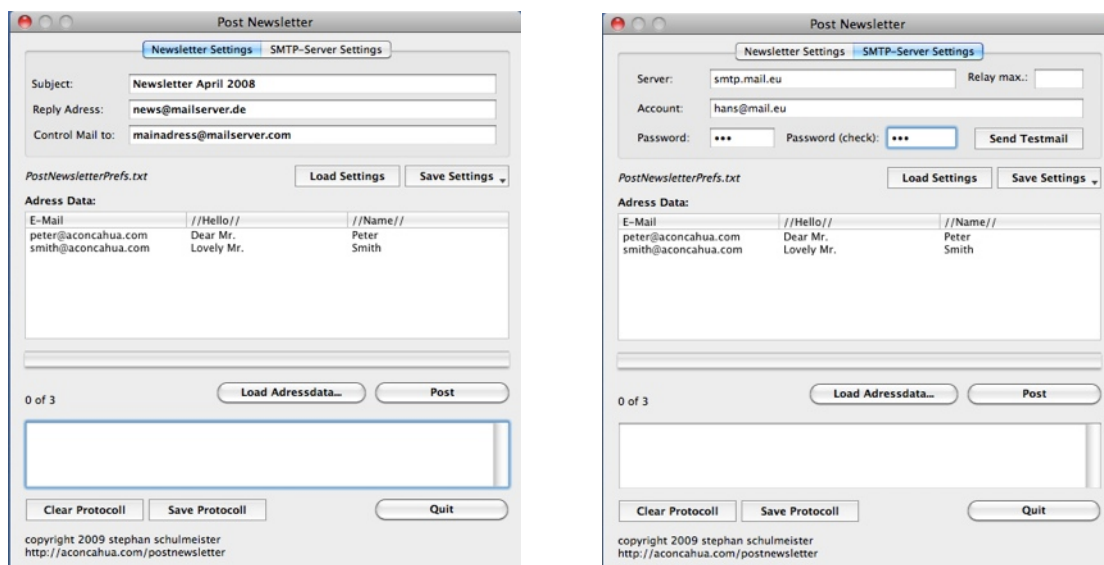 Post Newsletter
Newsletter Settings SMTP-Server Settings
Subject: Newsletter April 2008
Reply Adress: news@mailserver.de
Control Mail to: mainadress@mailserver.com
PostNewsletterPrefs.txt Load Settings Save Settings
Adress Data:
E-Mail //Hello// //Name//
peter@aconcahua.com Dear Mr. Peter
smith@aconcahua.com Lovely Mr. Smith
0 of 3 Load Adressdata... Post
Clear Protocoll Save Protocoll Quit
copyright 2009 stephan schulmeister
http://aconcahua.com/postnewsletter
Post Newsletter
Newsletter Settings SMTP-Server Settings
Server: smtp.mail.eu Relay max.:
Account: hans@mail.eu
Password: ••• Password (check): ••• Send Testmail
PostNewsletterPrefs.txt Load Settings Save Settings
Adress Data:
E-Mail //Hello// //Name//
peter@aconcahua.com Dear Mr. Peter
smith@aconcahua.com Lovely Mr. Smith
0 of 3 Load Adressdata... Post
Clear Protocoll Save Protocoll Quit
copyright 2009 stephan schulmeister
http://aconcahua.com/postnewsletter